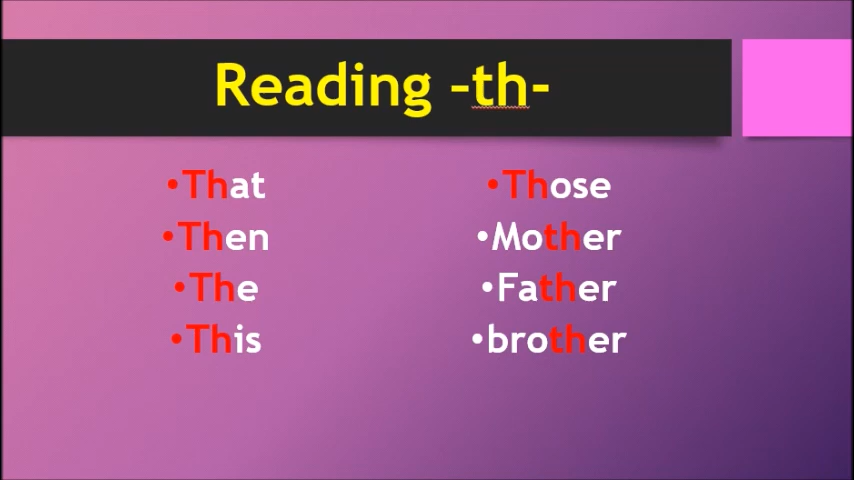 Reading –th-
•That
•Then
•The
•This
•Those
•Mother
•Father
•brother